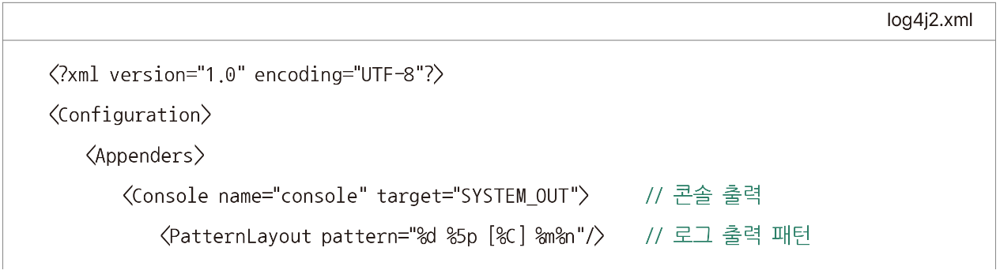 log4j2.xml
<?xml version="1.0" encoding="UTF-8"?>
<Configuration>
<Appenders>
<Console name="console" target="SYSTEM_OUT"> // 콘솔 출력
<PatternLayout pattern="%d %5p [%C] %m%n"/> // 로그 출력 패턴